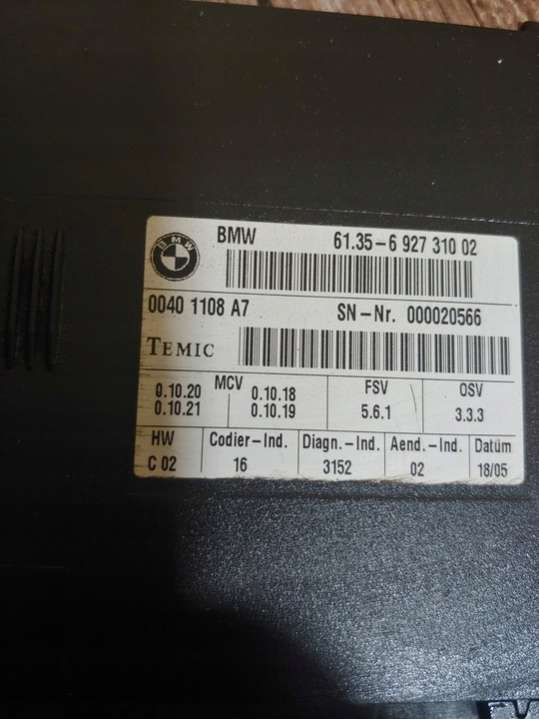 BMW
BMW 61.35-6 927 310 02
0040 1108 A7 SN-Nr. 000020566
TEMIC
MCV FSV OSV
0.10.20 0.10.18
0.10.21 0.10.19 5.6.1 3.3.3
HW Codier-Ind. Diagn.-Ind. Aend.-Ind. Datum
C 02 16 3152 02 18/05